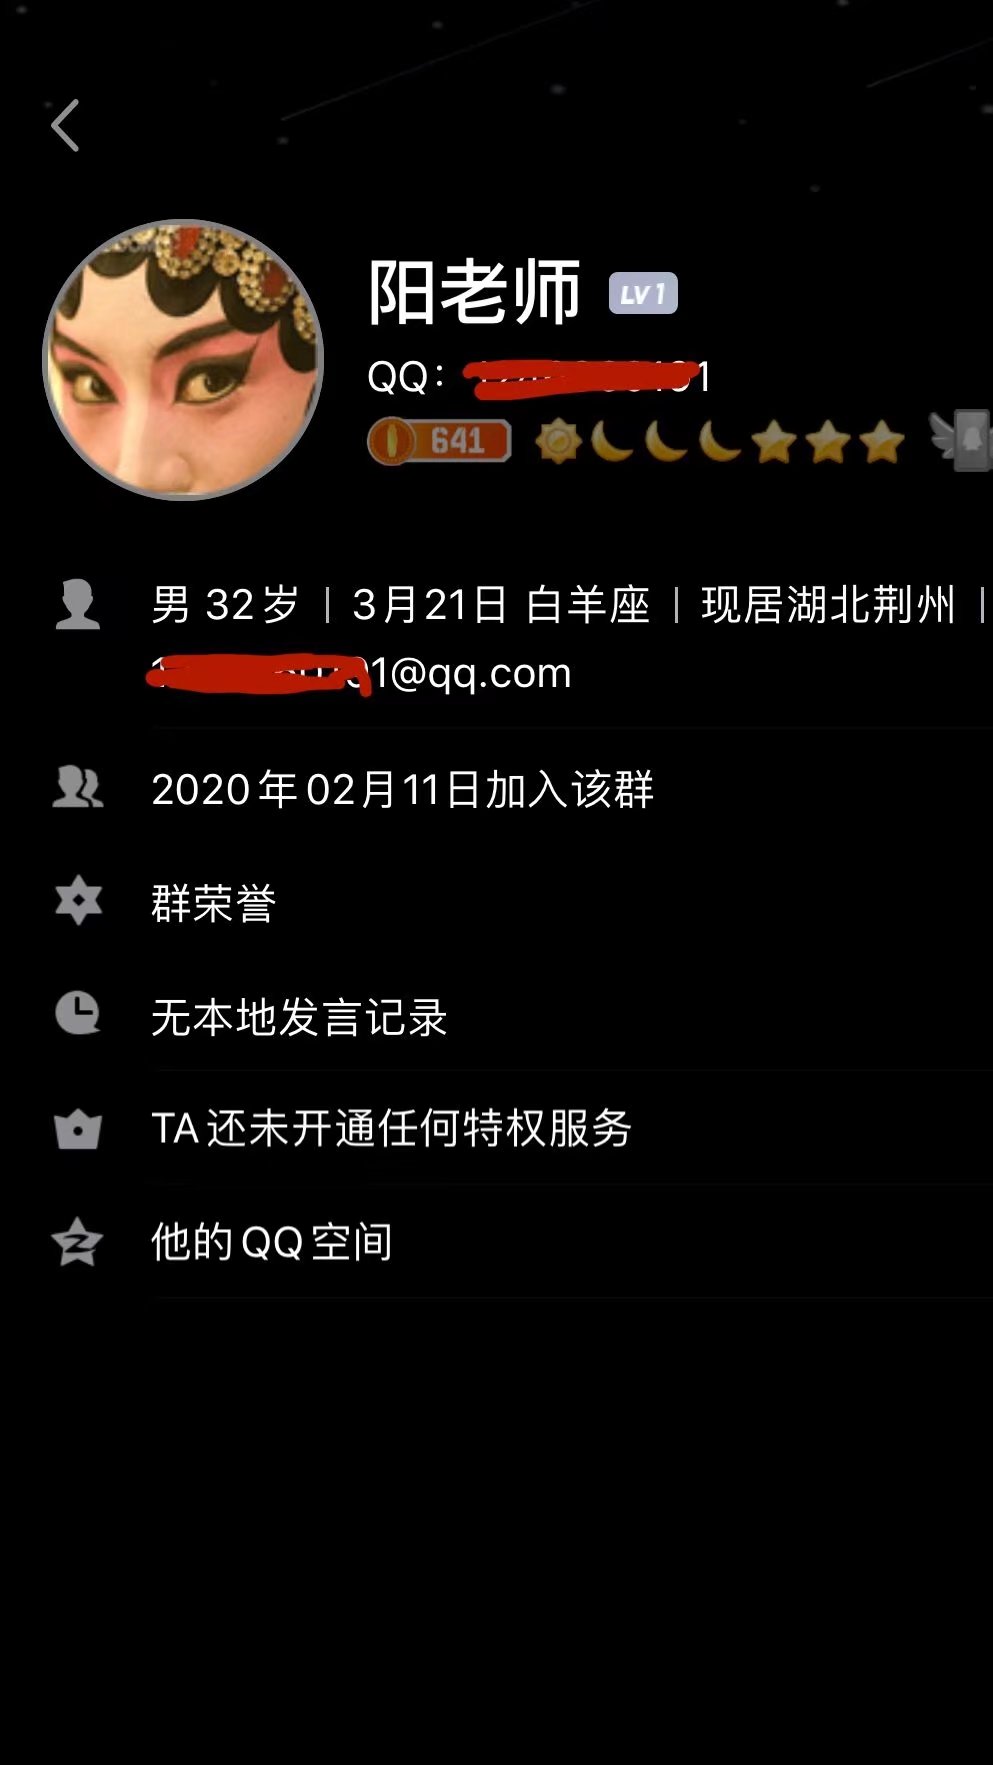 阳老师 LV1
QQ: 1
641
男 32岁 | 3月21日 白羊座 | 现居湖北荆州 |
1@qq.com
2020年02月11日加入该群
群荣誉
无本地发言记录
TA还未开通任何特权服务
他的QQ空间